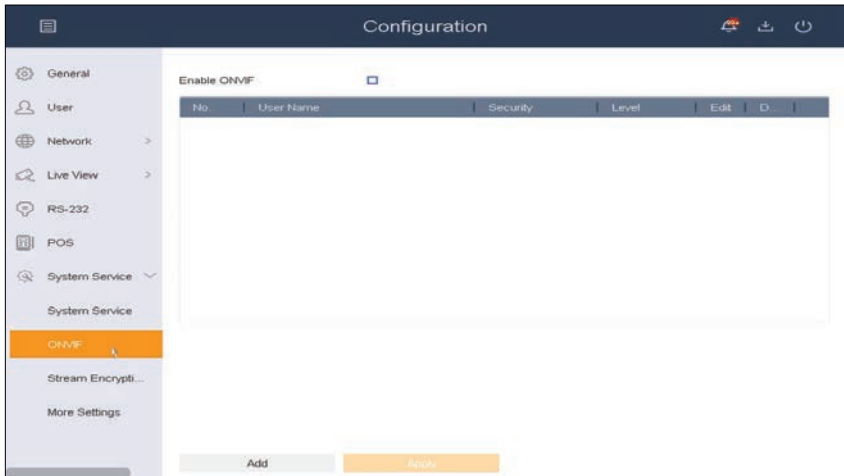 Configuration
99+
General
User
Network
Live View
RS-232
POS
System Service
System Service
ONVIF
Stream Encrypti...
More Settings
Enable ONVIF
No... User Name Security Level Edit D...
Add Apply